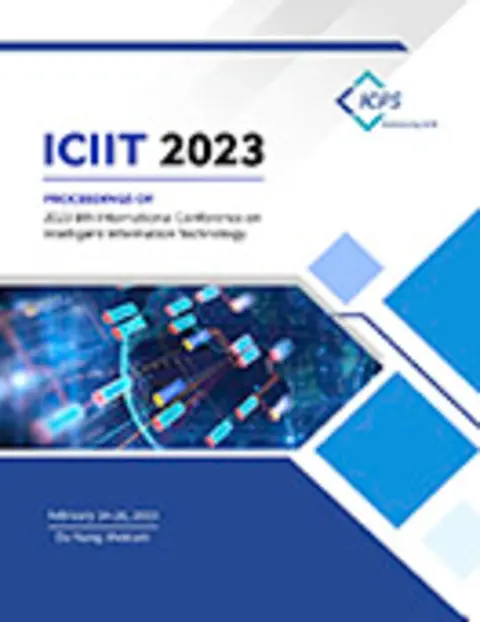 ICPS
ICIIT 2023
PROCEEDINGS OF
2023 8th International Conference on
Intelligent Information Technology
February 24-26, 2023
Da Nang, Vietnam